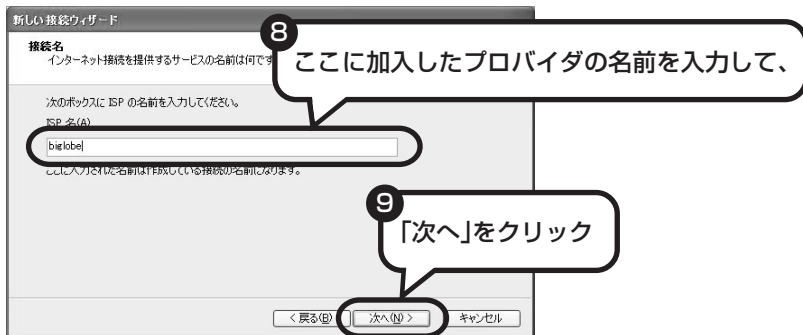 新しい接続ウィザード
接続名
インターネット接続を提供するサービスの名前は何です
8
ここに加入したプロバイダの名前を入力して、
次のボックスに ISP の名前を入力してください。
ISP 名(A)
biglobe
ここに入力された名前は作成している接続の名前になります。
9
「次へ」をクリック
< 戻る(B)
次へ(N) >
キャンセル